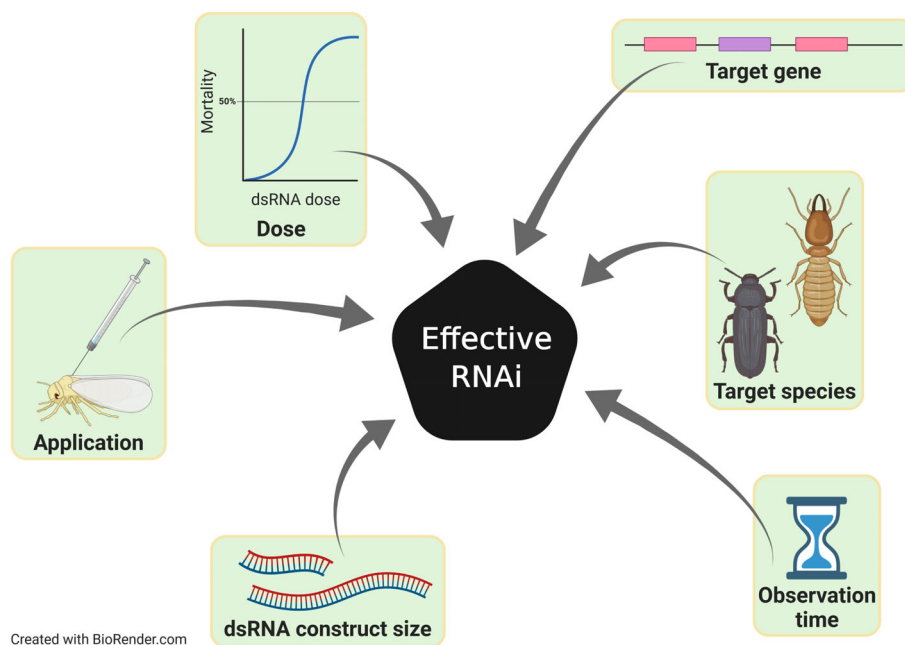 Mortality
50%
dsRNA dose
Dose
Target gene
Application
Effective
RNAi
Target species
dsRNA construct size
Observation
time
Created with BioRender.com